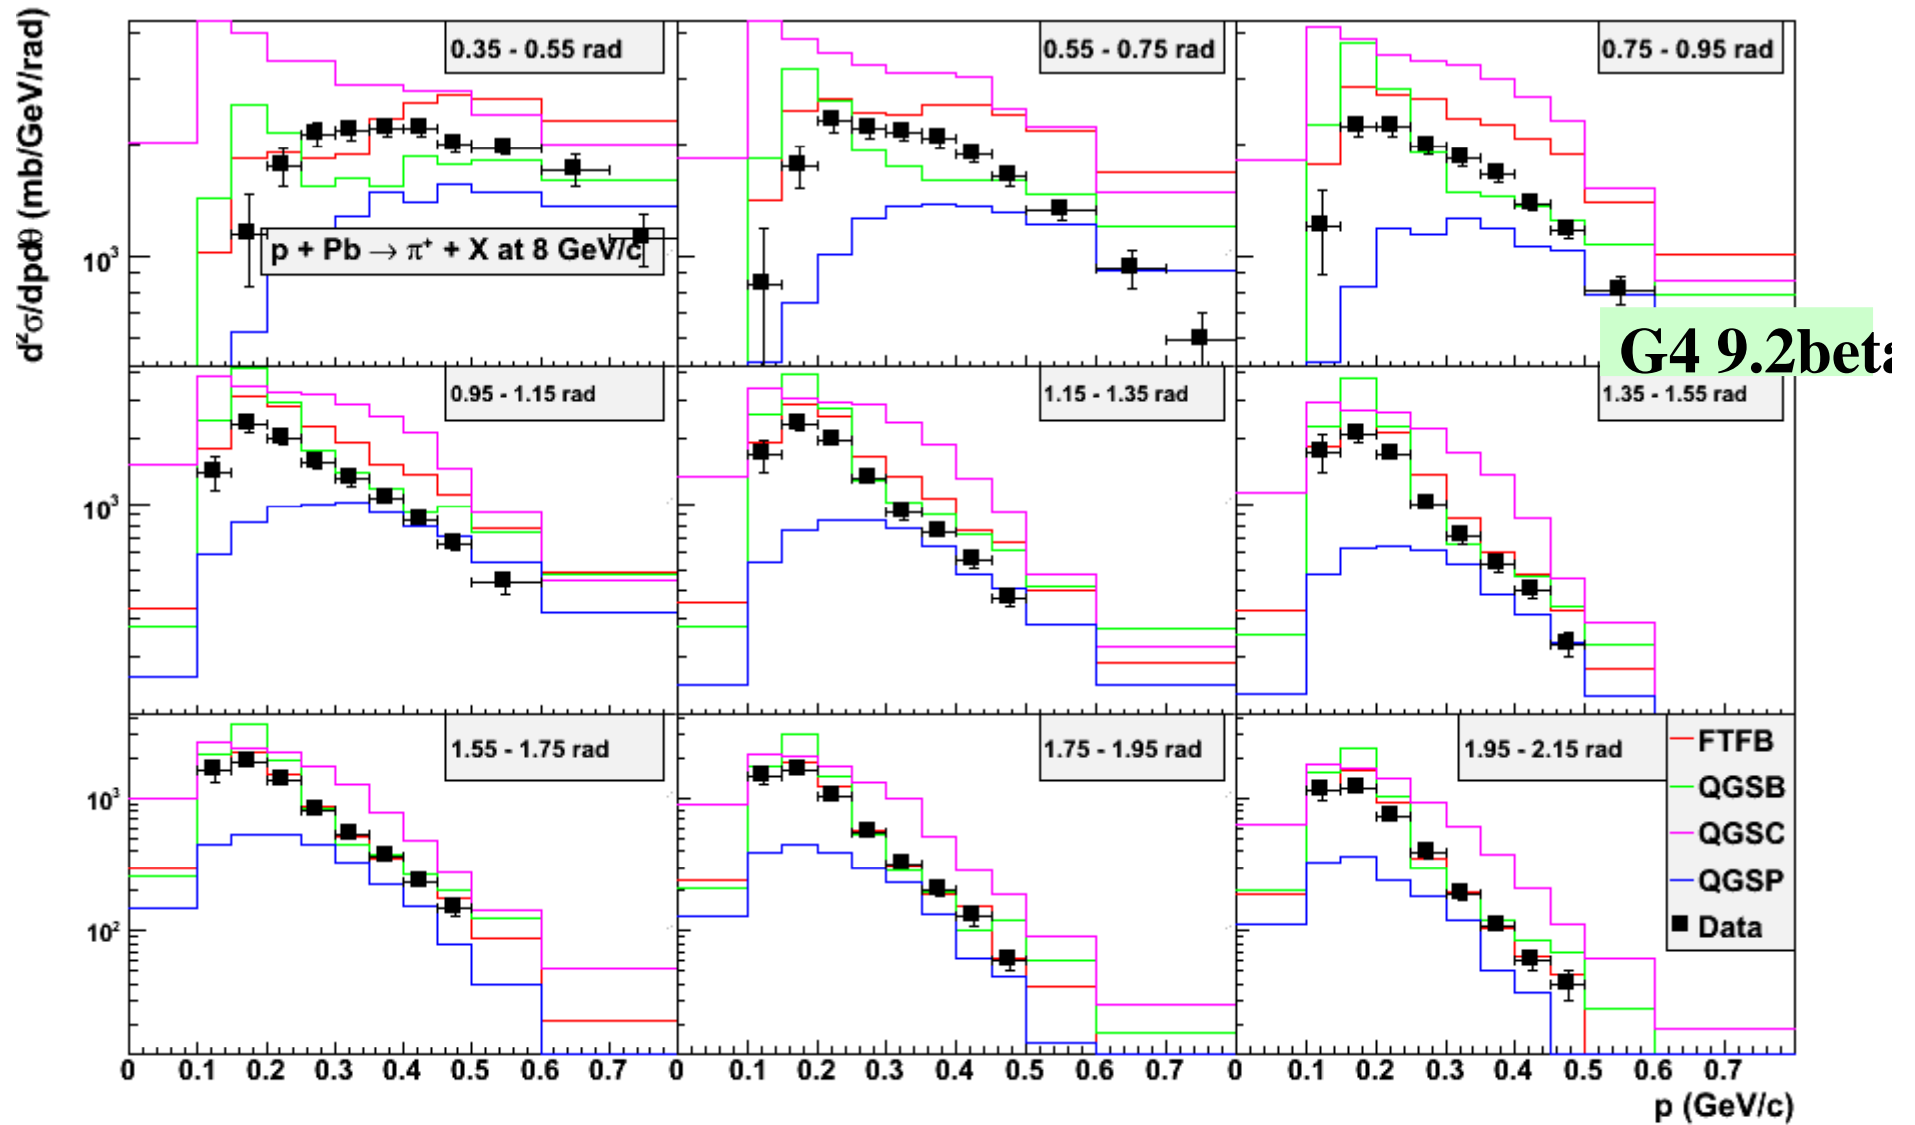 d²σ/dpdθ (mb/GeV/rad)
0.35 - 0.55 rad
0.55 - 0.75 rad
0.75 - 0.95 rad
p + Pb → π⁺ + X at 8 GeV/c
10³
G4 9.2beta
0.95 - 1.15 rad
1.15 - 1.35 rad
1.35 - 1.55 rad
10³
1.55 - 1.75 rad
1.75 - 1.95 rad
1.95 - 2.15 rad
FTFB
QGSB
QGSC
QGSP
Data
10³
10²
0 0.1 0.2 0.3 0.4 0.5 0.6 0.7 0 0.1 0.2 0.3 0.4 0.5 0.6 0.7 0 0.1 0.2 0.3 0.4 0.5 0.6 0.7
p (GeV/c)